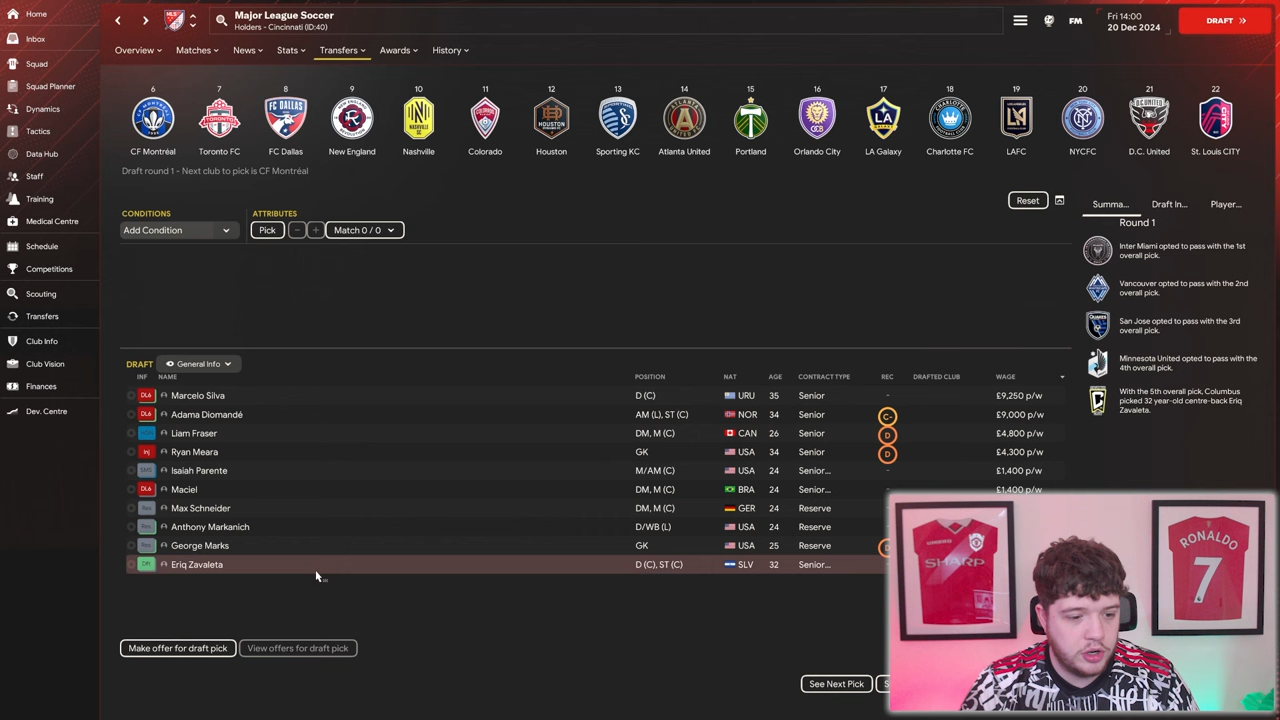 Home
Inbox
Squad
Squad Planner
Dynamics
Tactics
Data Hub
Staff
Training
Medical Centre
Schedule
Competitions
Scouting
Transfers
Club Info
Club Vision
Finances
Dev. Centre
Major League Soccer
Holders - Cincinnati (ID:40)
FM
Fri 14:00
20 Dec 2024
DRAFT
Overview Matches News Stats Transfers Awards History
6 7 8 9 10 11 12 13 14 15 16 17 18 19 20 21 22
CF Montréal Toronto FC FC Dallas New England Nashville Colorado Houston Sporting KC Atlanta United Portland Orlando City LA Galaxy Charlotte FC LAFC NYCFC D.C. United St. Louis CITY
Draft round 1 - Next club to pick is CF Montréal
Reset
CONDITIONS ATTRIBUTES
Add Condition Pick - + Match 0 / 0
Summa... Draft In... Player...
Round 1
Inter Miami opted to pass with the 1st
overall pick.
Vancouver opted to pass with the 2nd
overall pick.
San Jose opted to pass with the 3rd
overall pick.
Minnesota United opted to pass with the
4th overall pick.
With the 5th overall pick, Columbus
picked 32 year-old centre-back Eriq
Zavaleta.
DRAFT General Info
INF NAME POSITION NAT AGE CONTRACT TYPE REC DRAFTED CLUB WAGE
DL6 Marcelo Silva D (C) URU 35 Senior - £9,250 p/w
DL6 Adama Diomandé AM (L), ST (C) NOR 34 Senior C- £9,000 p/w
Liam Fraser DM, M (C) CAN 26 Senior D £4,800 p/w
Inj Ryan Meara GK USA 34 Senior D £4,300 p/w
SMS Isaiah Parente M/AM (C) USA 24 Senior... - £1,400 p/w
DL6 Maciel DM, M (C) BRA 24 Senior... - £1,400 p/w
Res Max Schneider DM, M (C) GER 24 Reserve
Res Anthony Markanich D/WB (L) USA 24 Reserve
Res George Marks GK USA 25 Reserve
Dft Eriq Zavaleta D (C), ST (C) SLV 32 Senior...
Make offer for draft pick View offers for draft pick
See Next Pick
SHARP
RONALDO
7